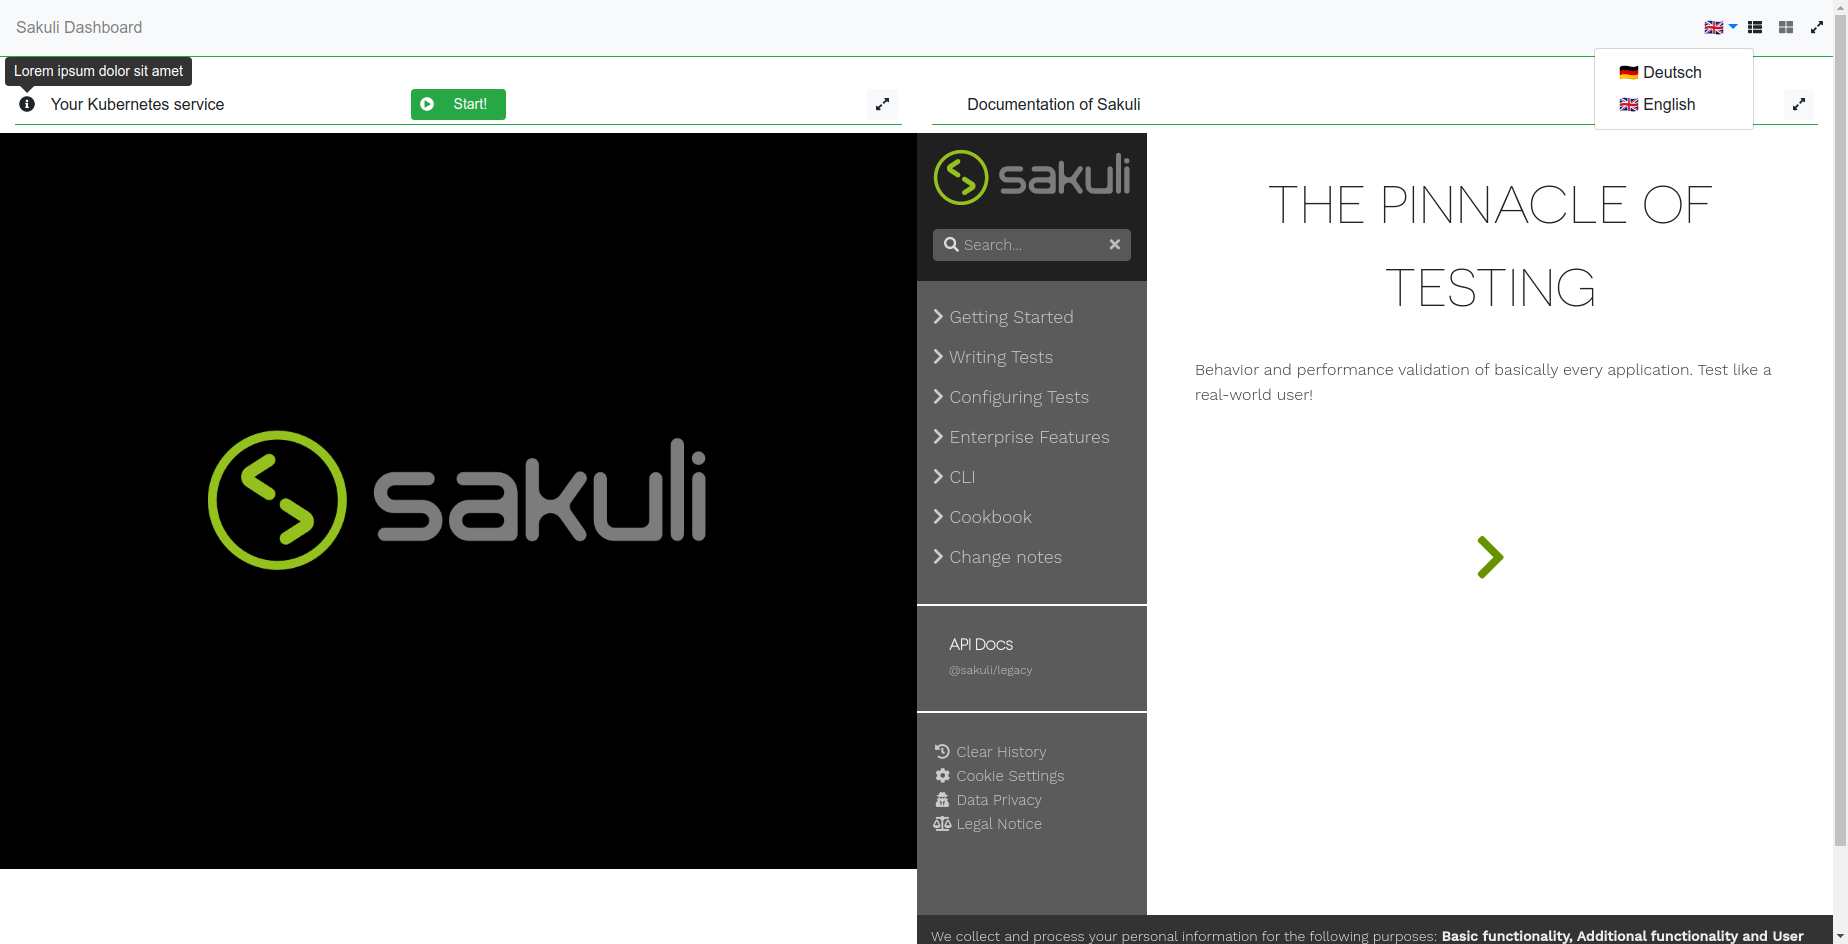 Sakuli Dashboard
Lorem ipsum dolor sit amet
Your Kubernetes service
Start!
Documentation of Sakuli
Deutsch
English
sakuli
sakuli
Search...
Getting Started
Writing Tests
Configuring Tests
Enterprise Features
CLI
Cookbook
Change notes
API Docs
@sakuli/legacy
Clear History
Cookie Settings
Data Privacy
Legal Notice
THE PINNACLE OF
TESTING
Behavior and performance validation of basically every application. Test like a
real-world user!
We collect and process your personal information for the following purposes: Basic functionality, Additional functionality and User